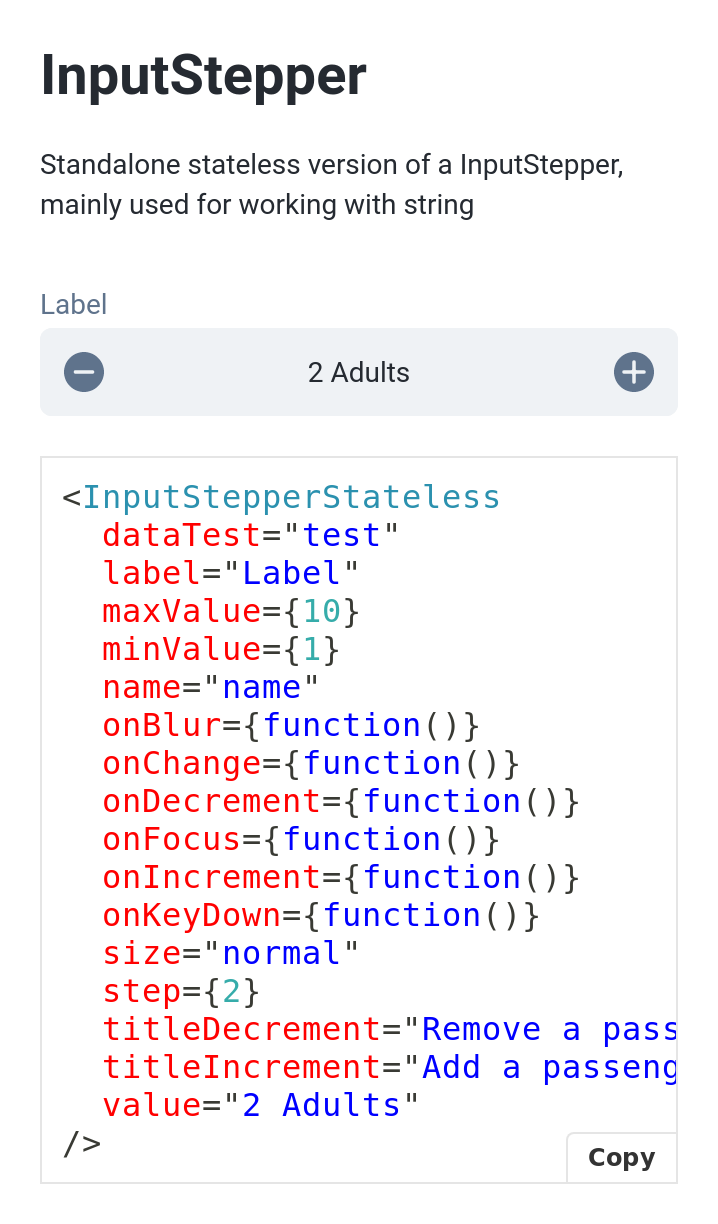 InputStepper
Standalone stateless version of a InputStepper,
mainly used for working with string
Label
2 Adults
<InputStepperStateless
  dataTest="test"
  label="Label"
  maxValue={10}
  minValue={1}
  name="name"
  onBlur={function()}
  onChange={function()}
  onDecrement={function()}
  onFocus={function()}
  onIncrement={function()}
  onKeyDown={function()}
  size="normal"
  step={2}
  titleDecrement="Remove a pass
  titleIncrement="Add a passeng
  value="2 Adults"
/>
Copy